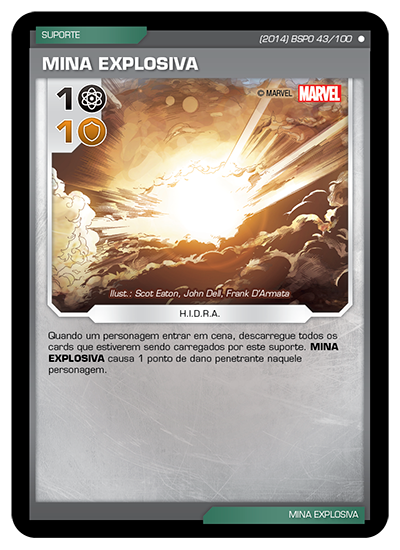 SUPORTE
(2014) BSPO 43/100
MINA EXPLOSIVA
1
© MARVEL MARVEL
1
Ilust.: Scot Eaton, John Dell, Frank D'Armata
H.I.D.R.A.
Quando um personagem entrar em cena, descarregue todos os
cards que estiverem sendo carregados por este suporte. MINA
EXPLOSIVA causa 1 ponto de dano penetrante naquele
personagem.
MINA EXPLOSIVA